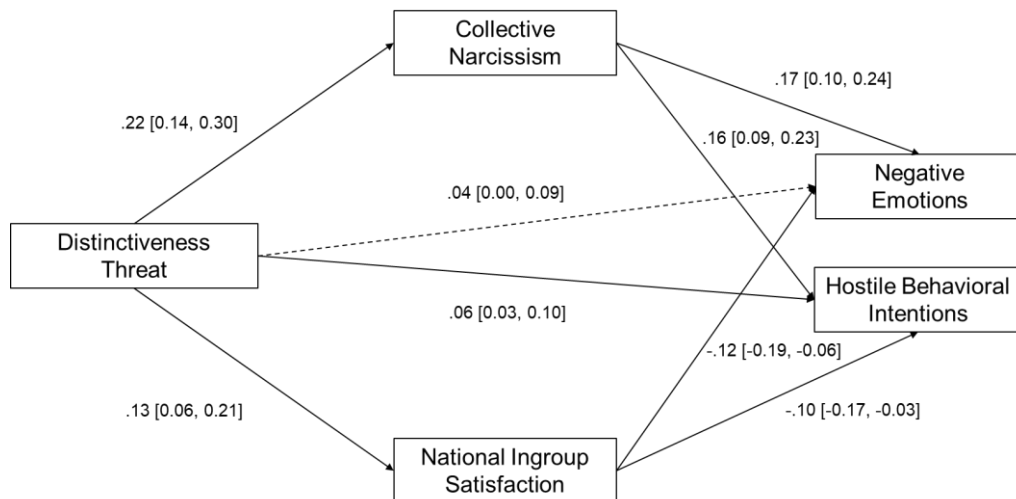 Collective
Narcissism
.17 [0.10, 0.24]
.22 [0.14, 0.30]
.16 [0.09, 0.23]
Negative
Emotions
.04 [0.00, 0.09]
Distinctiveness
Threat
Hostile Behavioral
Intentions
.06 [0.03, 0.10]
-.12 [-0.19, -0.06]
.13 [0.06, 0.21]
-.10 [-0.17, -0.03]
National Ingroup
Satisfaction